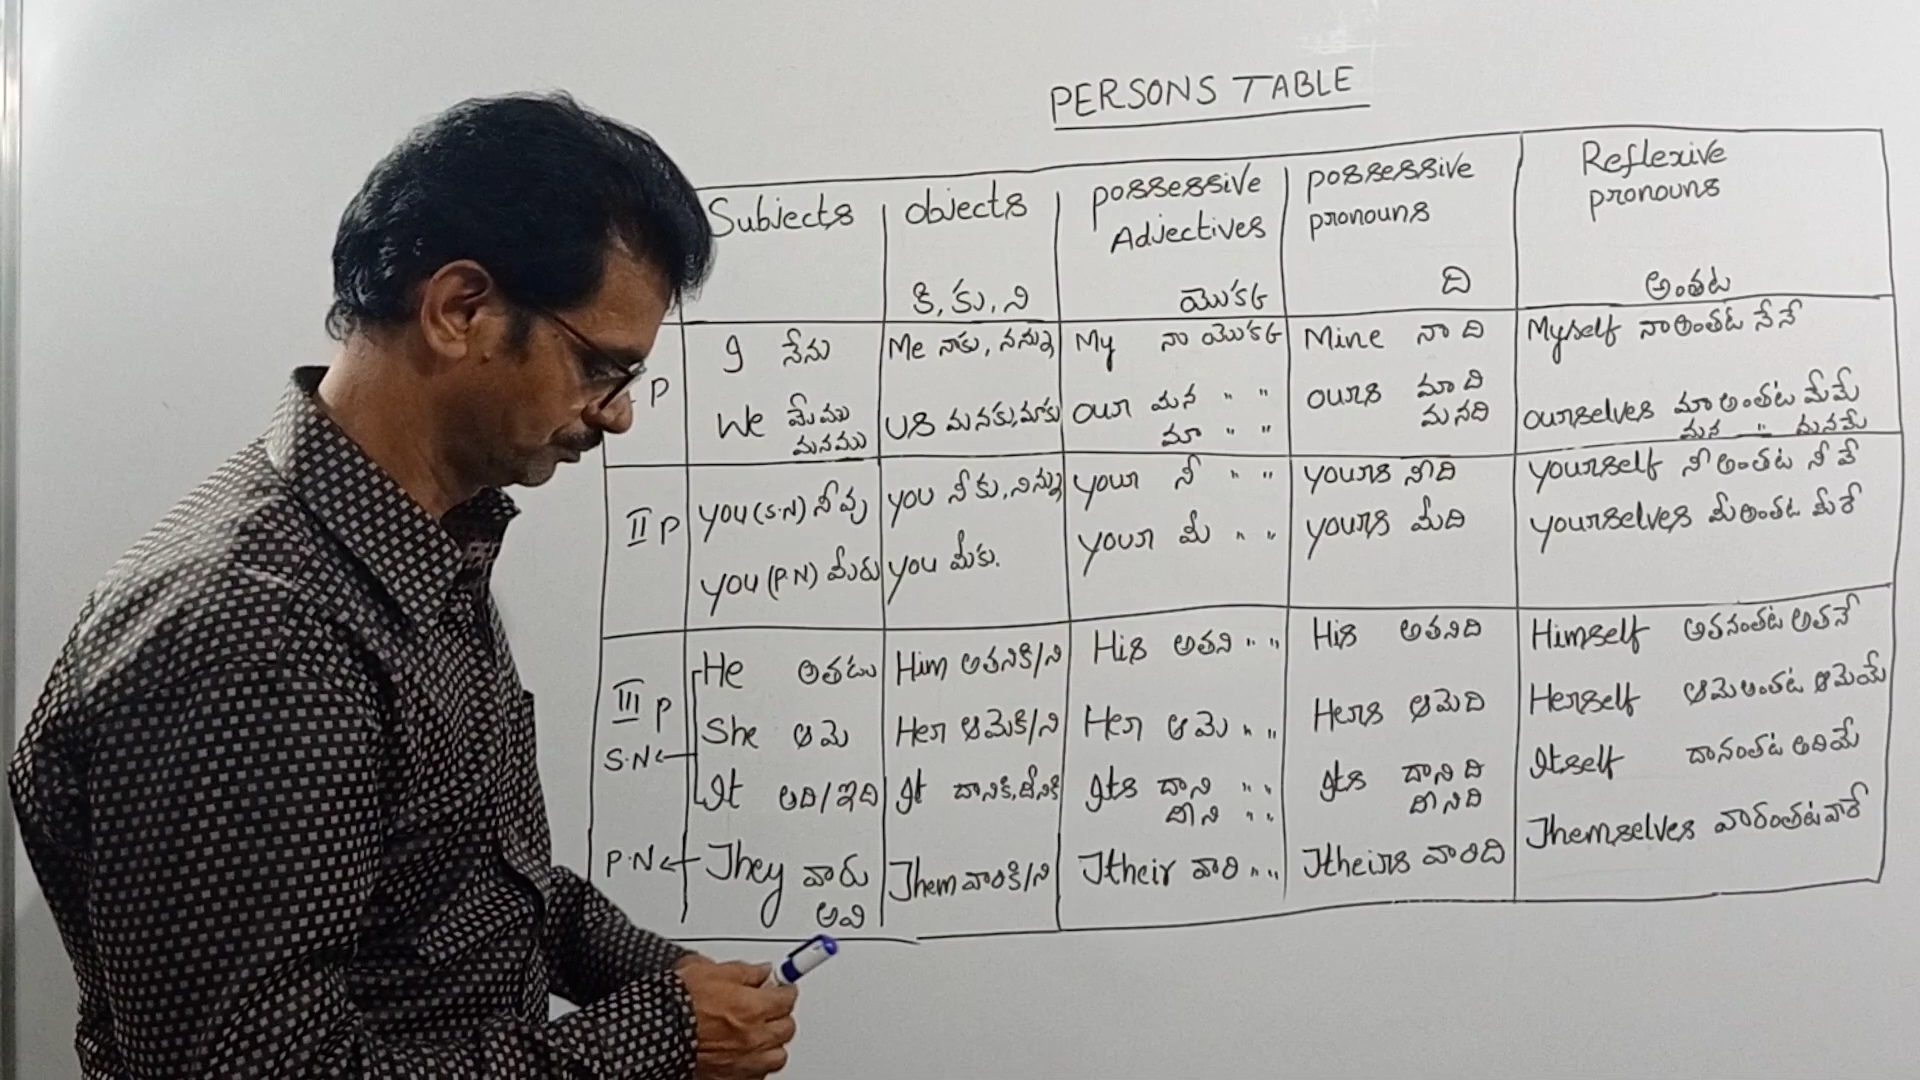 PERSONS TABLE
Subjects objects possessive Adjectives possessive pronouns Reflexive pronouns
కి, కు, ని యొక్క ది అంతట
P I నేను Me నాకు, నన్ను My నా యొక్క Mine నా ది Myself నా అంతట నేనే
We మేము మనము us మనకు, మాకు our మన " " మా " " ours మా ది మనది ourselves మా అంతట మేమే మన " మనమే
II P you (S.N) నీవు you నీకు, నిన్ను your నీ " " yours నీది yourself నీ అంతట నీవే
you (P.N) మీరు you మీకు. your మీ " " yours మీది yourselves మీ అంతట మీరే
III P He అతడు Him అతనికి/ని His అతని " " His అతనిది Himself అతనంతట అతనే
S.N She ఆమె Her ఆమెకి/ని Her ఆమె " " Hers ఆమెది Herself ఆమె అంతట ఆమెయే
It అది/ఇది It దానికి, దీనికి Its దాని " " దీని " " Its దాని ది దీనిది Itself దానంతట అదిమే
P.N They వారు అవి Them వారికి/ని Ttheir వారి " " Ttheirs వారిది Themselves వారంతట వారే